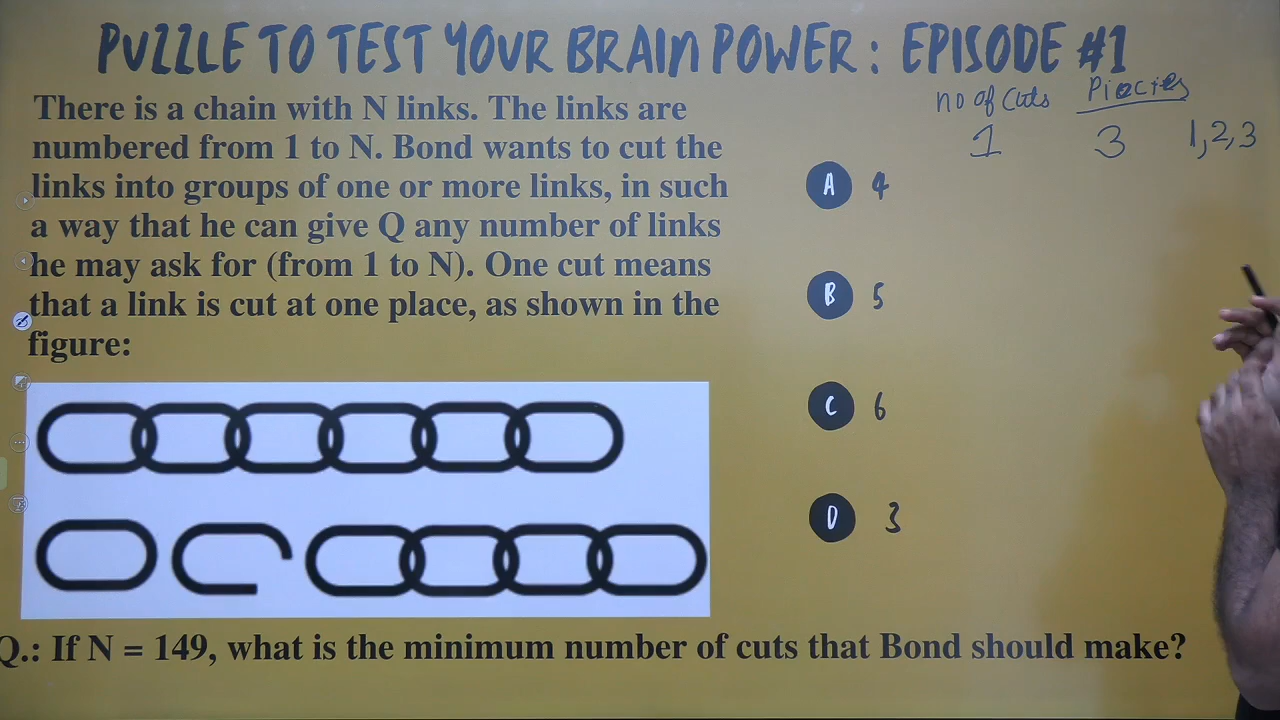 PUZZLE TO TEST YOUR BRAIN POWER : EPISODE #1
There is a chain with N links. The links are
numbered from 1 to N. Bond wants to cut the
links into groups of one or more links, in such
a way that he can give Q any number of links
he may ask for (from 1 to N). One cut means
that a link is cut at one place, as shown in the
figure:
no of Cuts Piecies
1 3 1,2,3
A 4
B 5
C 6
D 3
Q.: If N = 149, what is the minimum number of cuts that Bond should make?